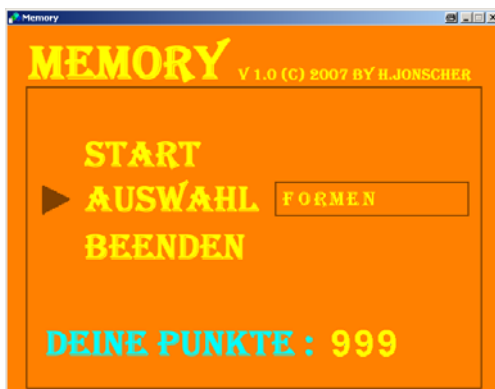 Memory
MEMORY V 1.0 (C) 2007 BY H.JONSCHER
START
AUSWAHL FORMEN
BEENDEN
DEINE PUNKTE : 999